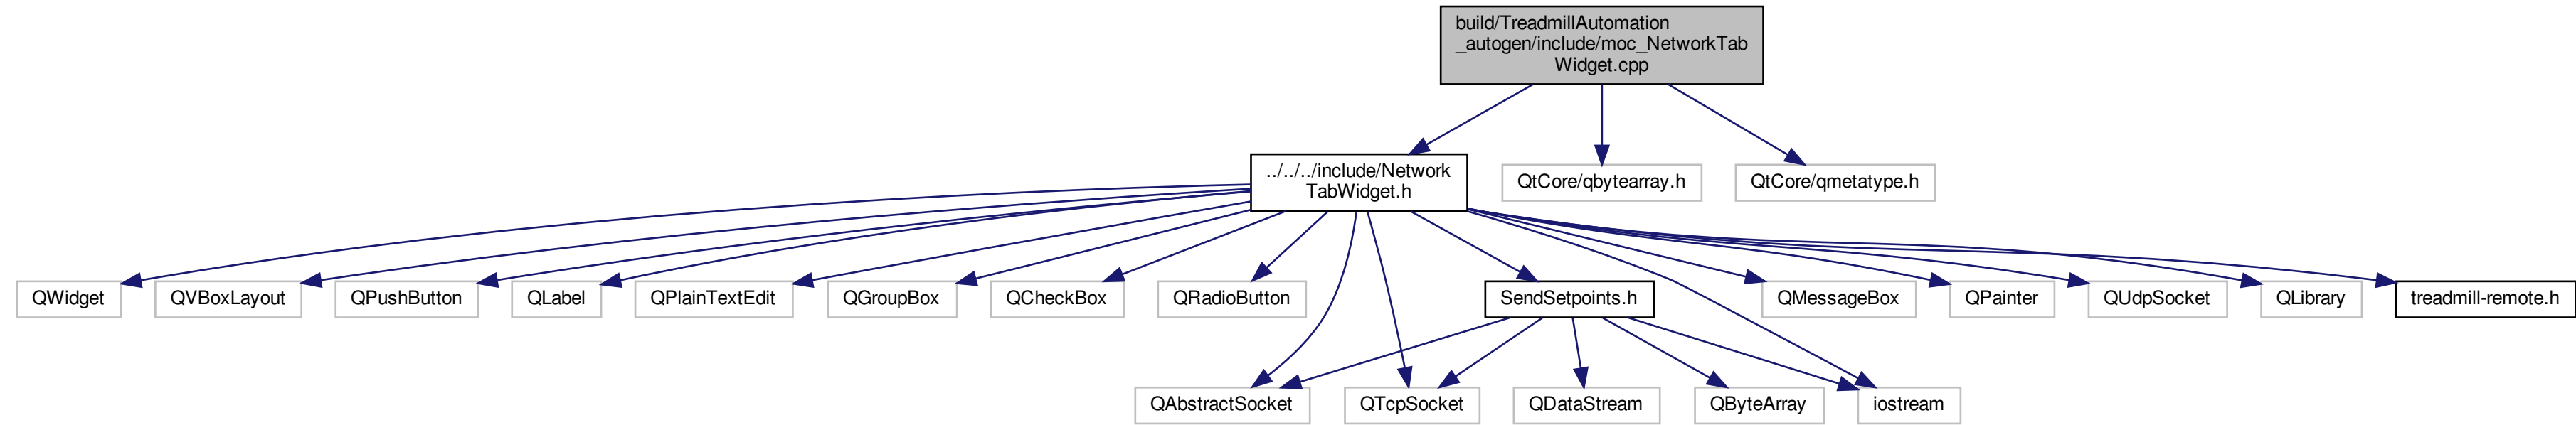 build/TreadmillAutomation
_autogen/include/moc_NetworkTab
Widget.cpp
../../../include/Network
TabWidget.h
QtCore/qbytearray.h
QtCore/qmetatype.h
QWidget
QVBoxLayout
QPushButton
QLabel
QPlainTextEdit
QGroupBox
QCheckBox
QRadioButton
SendSetpoints.h
QMessageBox
QPainter
QUdpSocket
QLibrary
treadmill-remote.h
QAbstractSocket
QTcpSocket
QDataStream
QByteArray
iostream